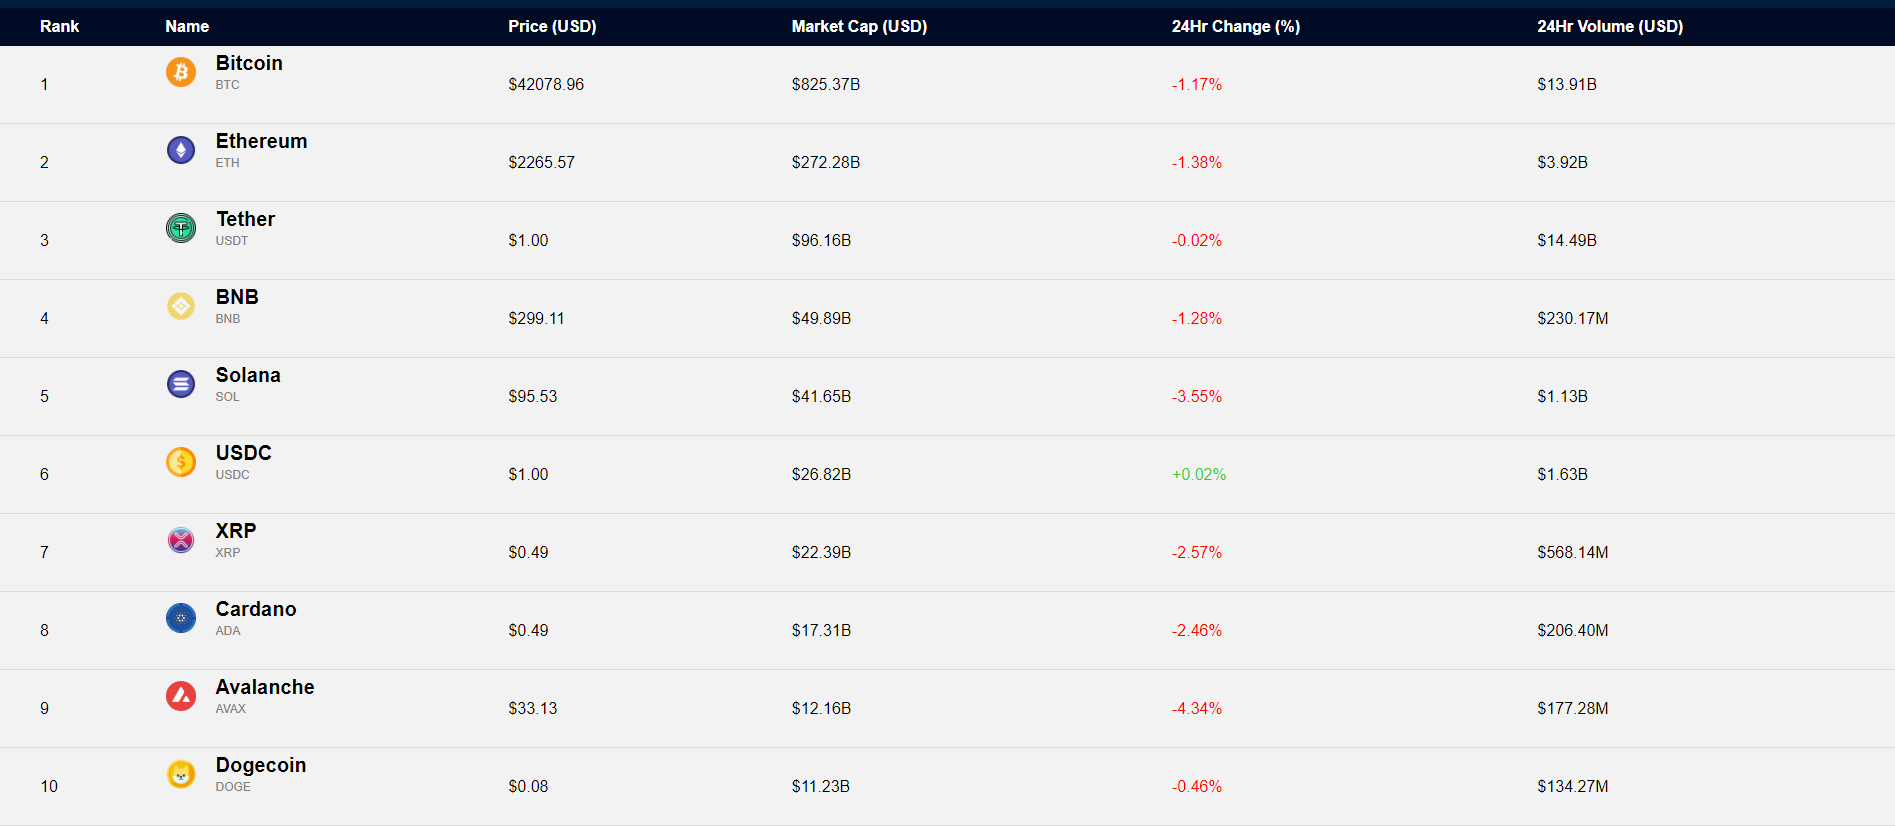 Rank Name Price (USD) Market Cap (USD) 24Hr Change (%) 24Hr Volume (USD)
Bitcoin
BTC
1 $42078.96 $825.37B -1.17% $13.91B
Ethereum
ETH
2 $2265.57 $272.28B -1.38% $3.92B
Tether
USDT
3 $1.00 $96.16B -0.02% $14.49B
BNB
BNB
4 $299.11 $49.89B -1.28% $230.17M
Solana
SOL
5 $95.53 $41.65B -3.55% $1.13B
USDC
USDC
6 $1.00 $26.82B +0.02% $1.63B
XRP
XRP
7 $0.49 $22.39B -2.57% $568.14M
Cardano
ADA
8 $0.49 $17.31B -2.46% $206.40M
Avalanche
AVAX
9 $33.13 $12.16B -4.34% $177.28M
Dogecoin
DOGE
10 $0.08 $11.23B -0.46% $134.27M